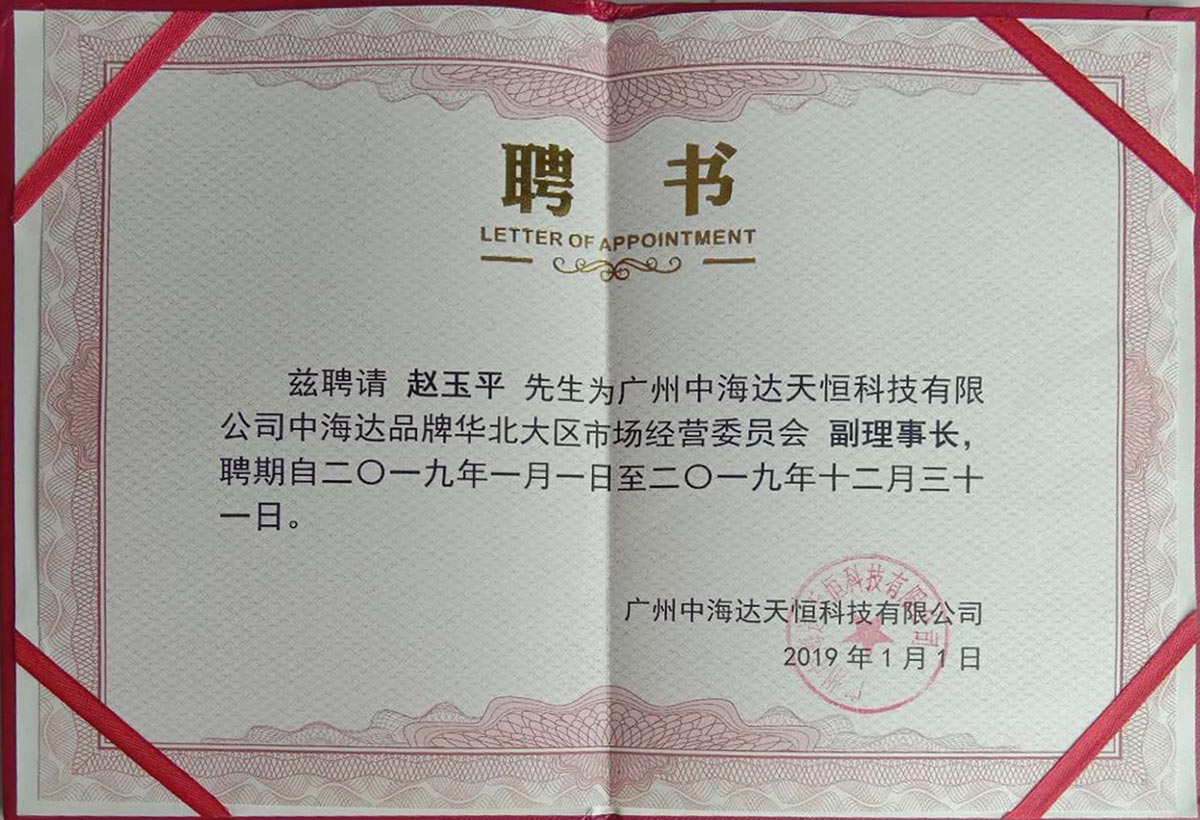 聘 书
LETTER OF APPOINTMENT
兹聘请 赵玉平 先生为广州中海达天恒科技有限
公司中海达品牌华北大区市场经营委员会 副理事长，
聘期自二〇一九年一月一日至二〇一九年十二月三十
一日。
广州中海达天恒科技有限公司
2019 年 1 月 1 日